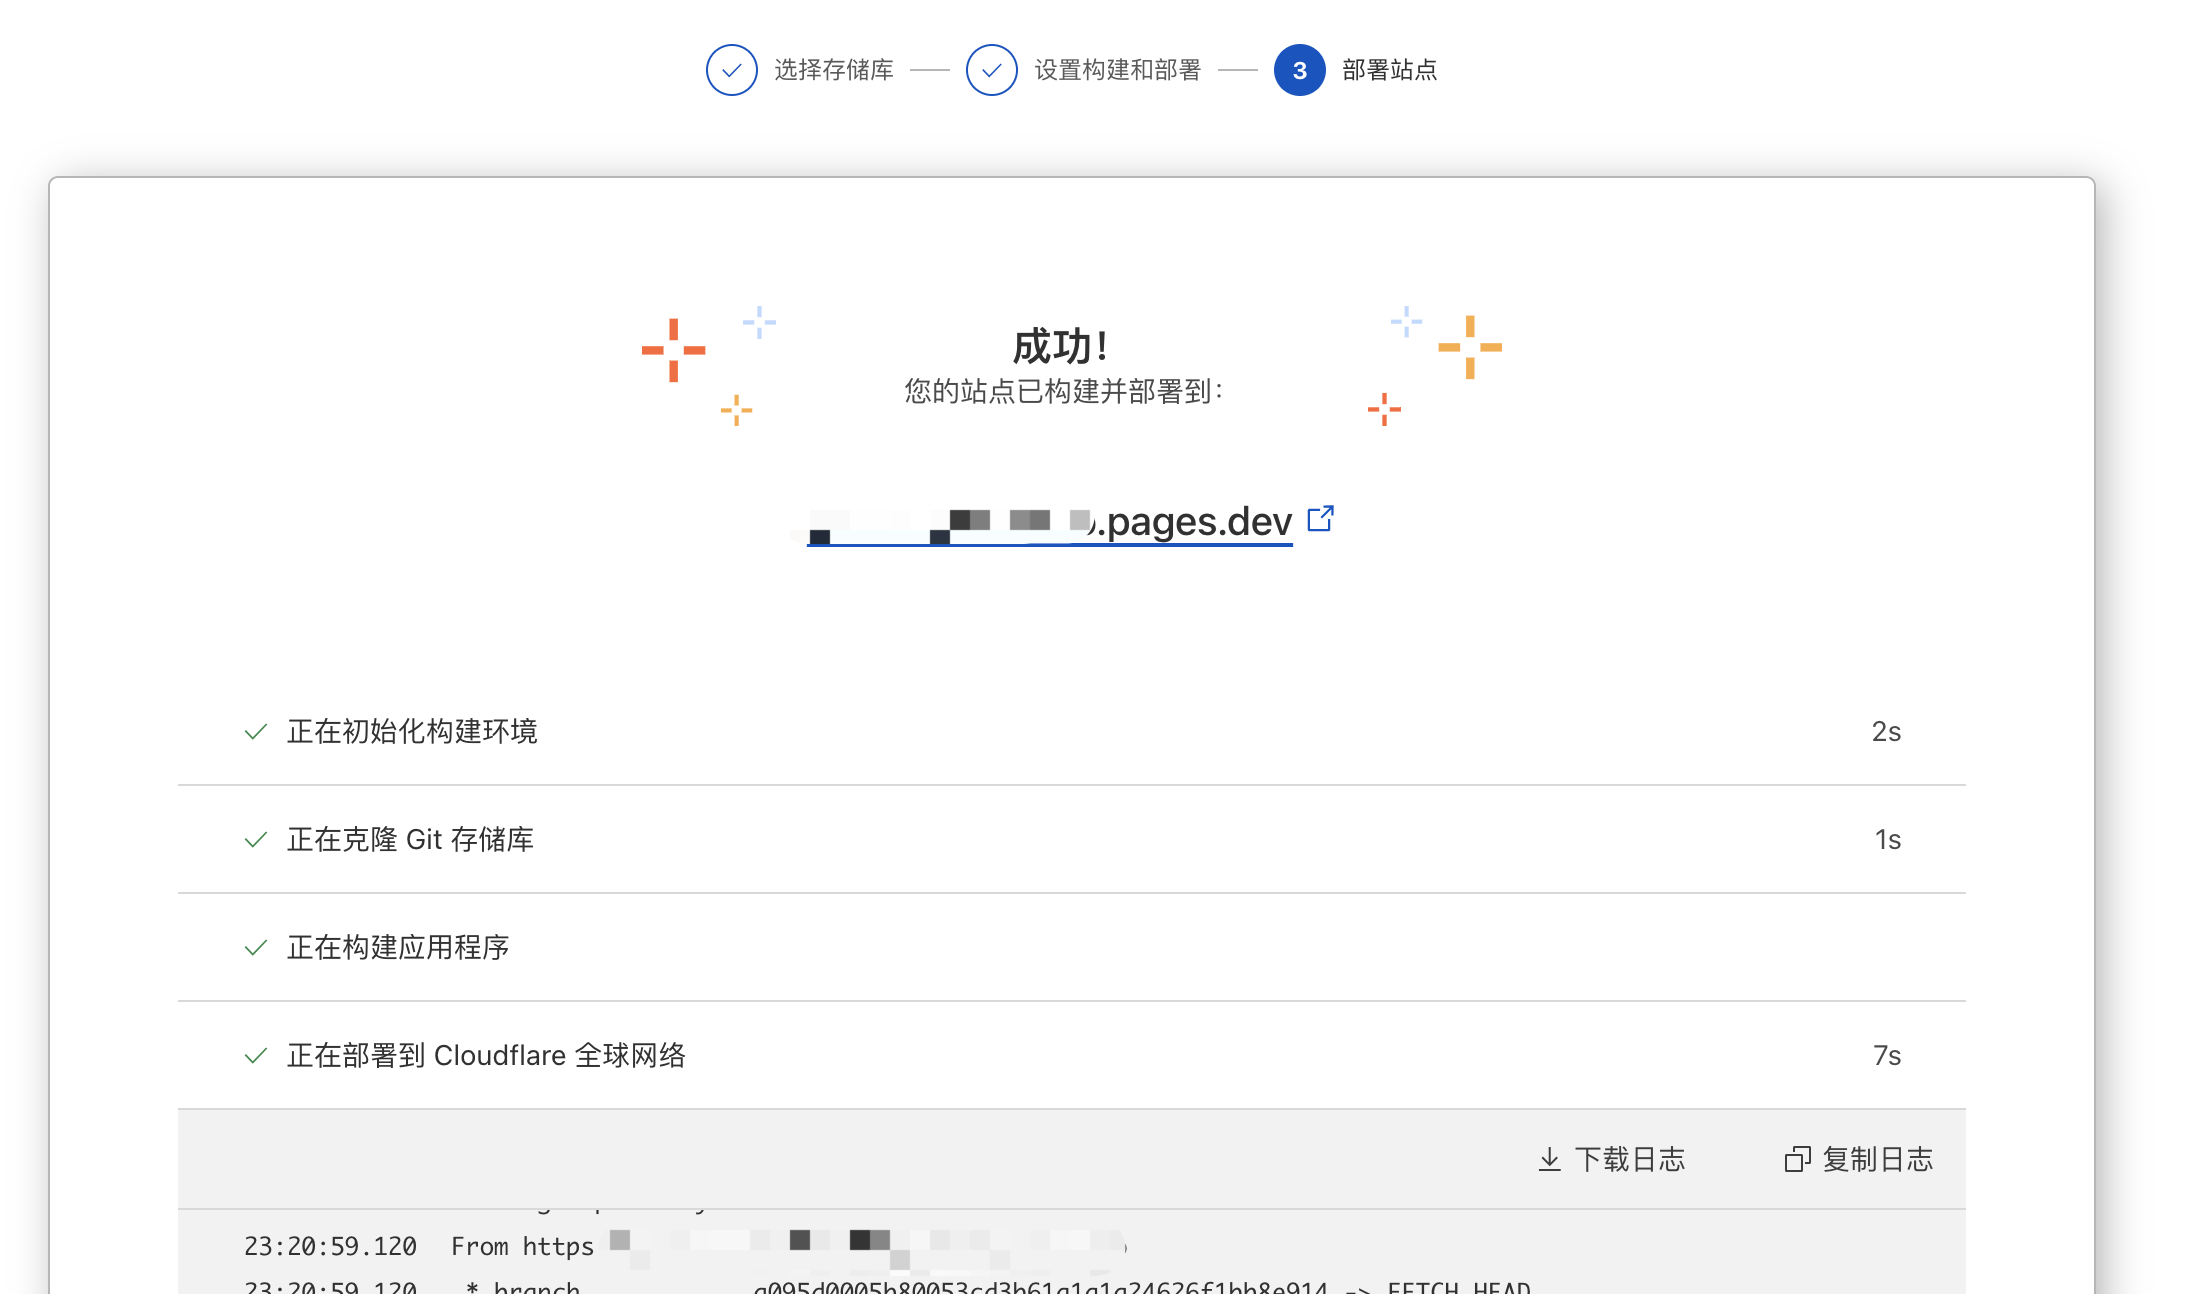 选择存储库
设置构建和部署
3 部署站点
成功！
您的站点已构建并部署到：
.pages.dev
正在初始化构建环境 2s
正在克隆 Git 存储库 1s
正在构建应用程序
正在部署到 Cloudflare 全球网络 7s
下载日志 复制日志
23:20:59.120 From https
23:20:59.120 * branch -> FETCH_HEAD